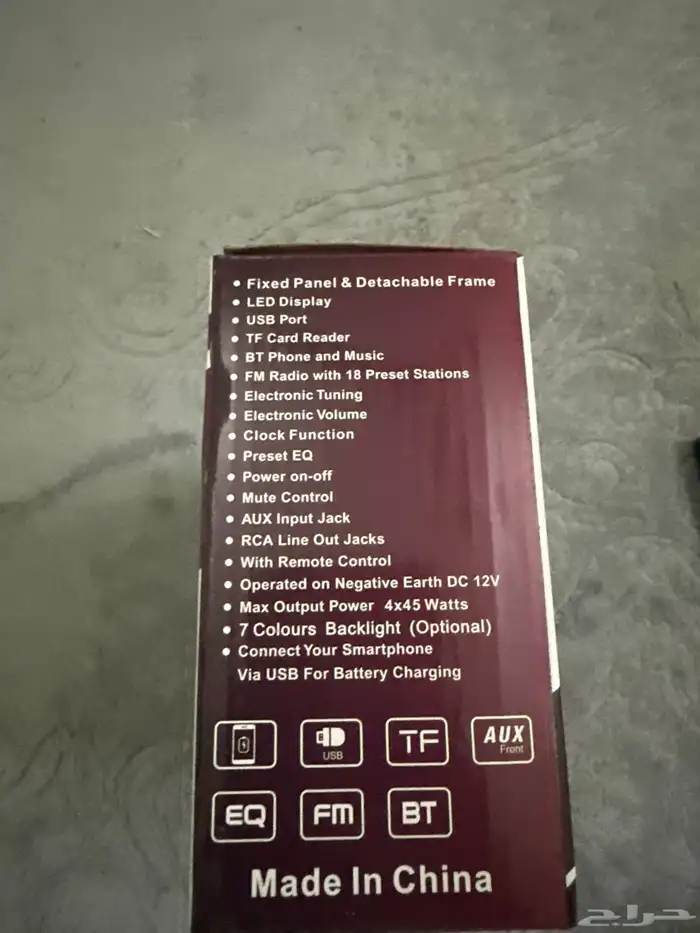 • Fixed Panel & Detachable Frame
• LED Display
• USB Port
• TF Card Reader
• BT Phone and Music
• FM Radio with 18 Preset Stations
• Electronic Tuning
• Electronic Volume
• Clock Function
• Preset EQ
• Power on-off
• Mute Control
• AUX Input Jack
• RCA Line Out Jacks
• With Remote Control
• Operated on Negative Earth DC 12V
• Max Output Power 4x45 Watts
• 7 Colours Backlight (Optional)
• Connect Your Smartphone
Via USB For Battery Charging
USB
TF
AUX
Front
EQ
FM
BT
Made In China
حراج